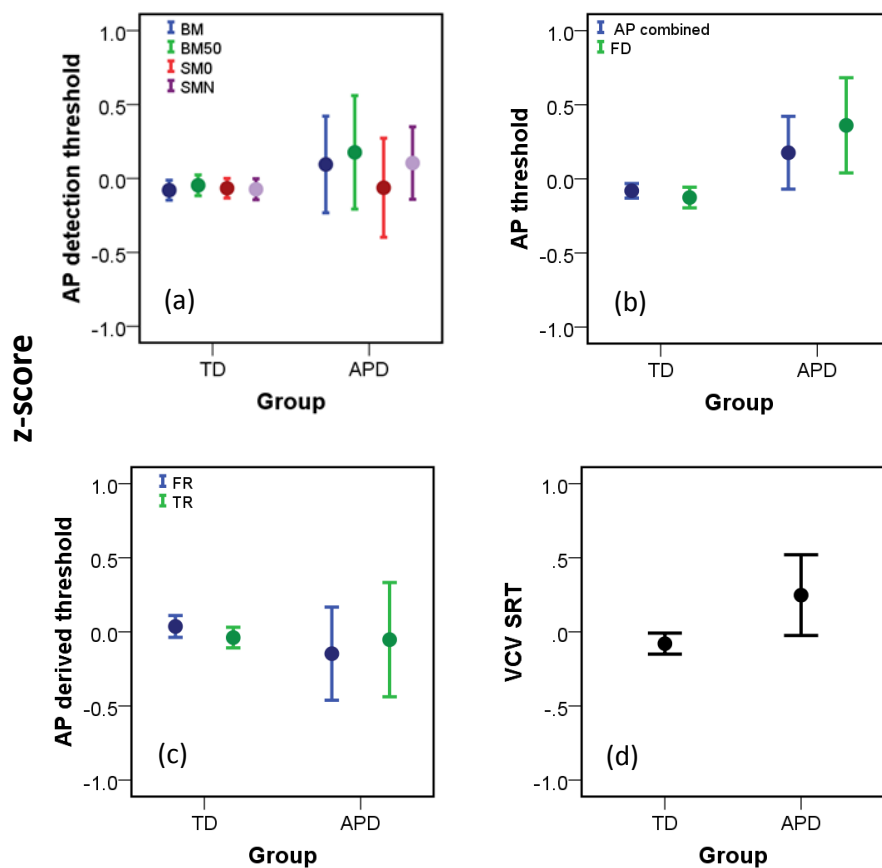 z-score
AP detection threshold
1.0
0.5
0.0
-0.5
-1.0
BM
BM50
SM0
SMN
(a)
TD
APD
Group
AP threshold
1.0
0.5
0.0
-0.5
-1.0
AP combined
FD
(b)
TD
APD
Group
AP derived threshold
1.0
0.5
0.0
-0.5
-1.0
FR
TR
(c)
TD
APD
Group
VCV SRT
1.0
.5
.0
-.5
-1.0
(d)
TD
APD
Group